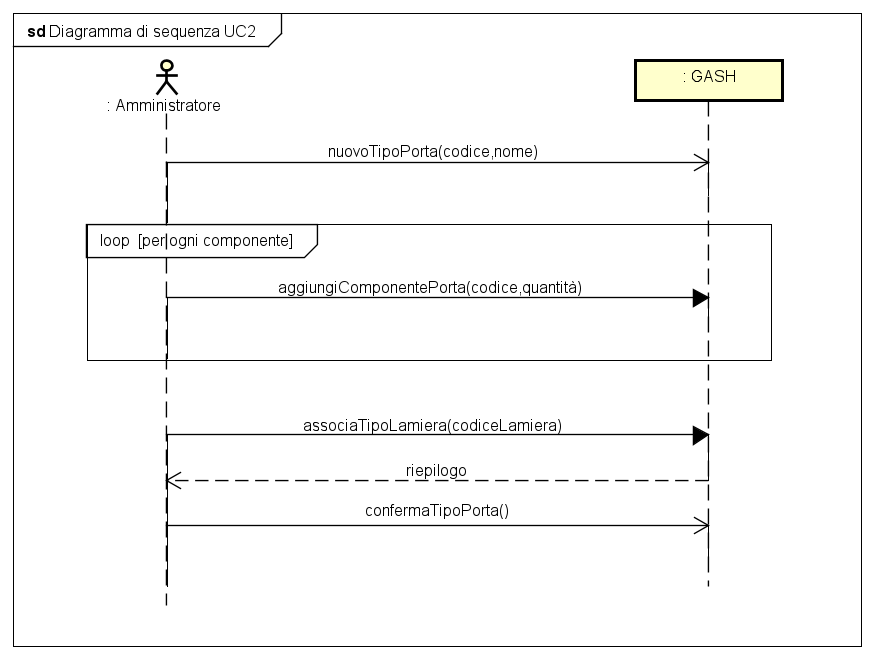 sd Diagramma di sequenza UC2
: Amministratore
: GASH
nuovoTipoPorta(codice,nome)
loop [per ogni componente]
aggiungiComponentePorta(codice,quantità)
associaTipoLamiera(codiceLamiera)
riepilogo
confermaTipoPorta()